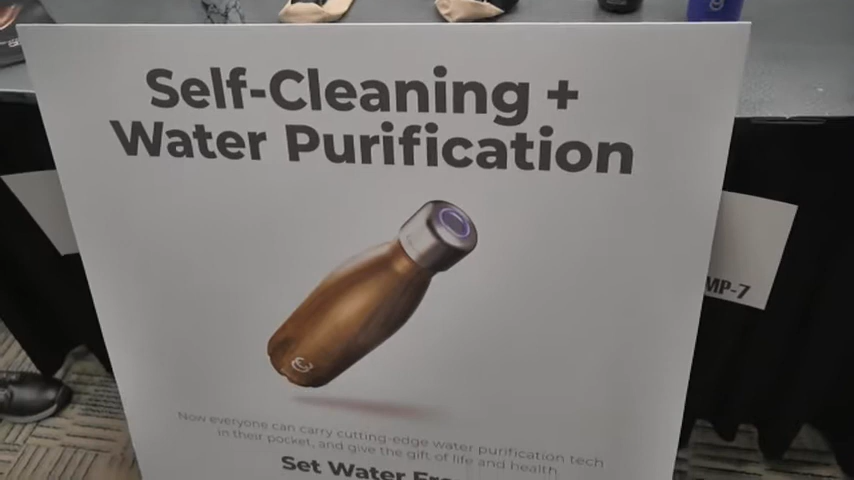 Self-Cleaning +
Water Purification
Now everyone can carry cutting-edge water purification tech
in their pocket, and give the gift of life and health
Set Water
MP-7